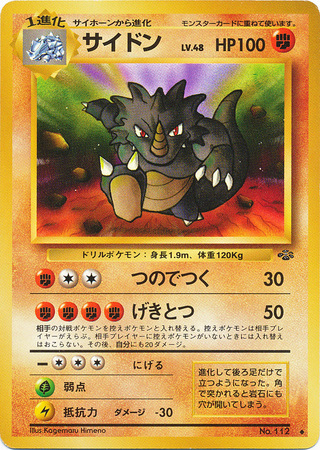 1進化
サイホーンから進化
モンスターカードに重ねて使います。
サイドン
LV.48
HP100
ドリルポケモン：身長1.9m、体重120Kg
つのでつく 30
げきとつ 50
相手の対戦ポケモンを控えポケモンと入れ替える。控えポケモンは相手プレ
イヤーがえらぶ。相手プレイヤーに控えポケモンがいないときには入れ替え
はおこらない。その後、自分にも20ダメージ。
- にげる
弱点
抵抗力 ダメージ -30
進化して後ろ足だけで
立つようになった。角
で突かれると岩石にも
穴が開いてしまう。
Illus. Kagemaru Himeno
No. 112